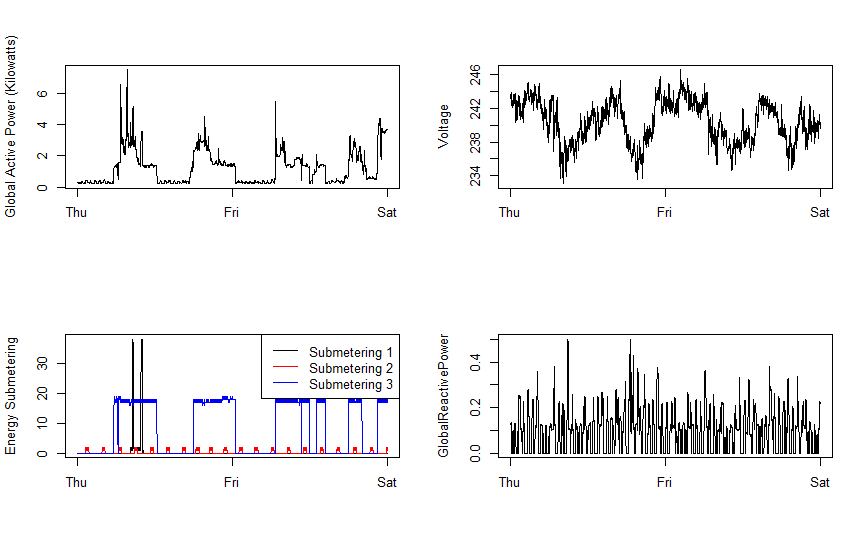 Global Active Power (Kilowatts)
0 2 4 6
Thu Fri Sat
Voltage
234 238 242 246
Thu Fri Sat
Energy Submetering
0 10 20 30
Submetering 1
Submetering 2
Submetering 3
Thu Fri Sat
GlobalReactivePower
0.0 0.2 0.4
Thu Fri Sat